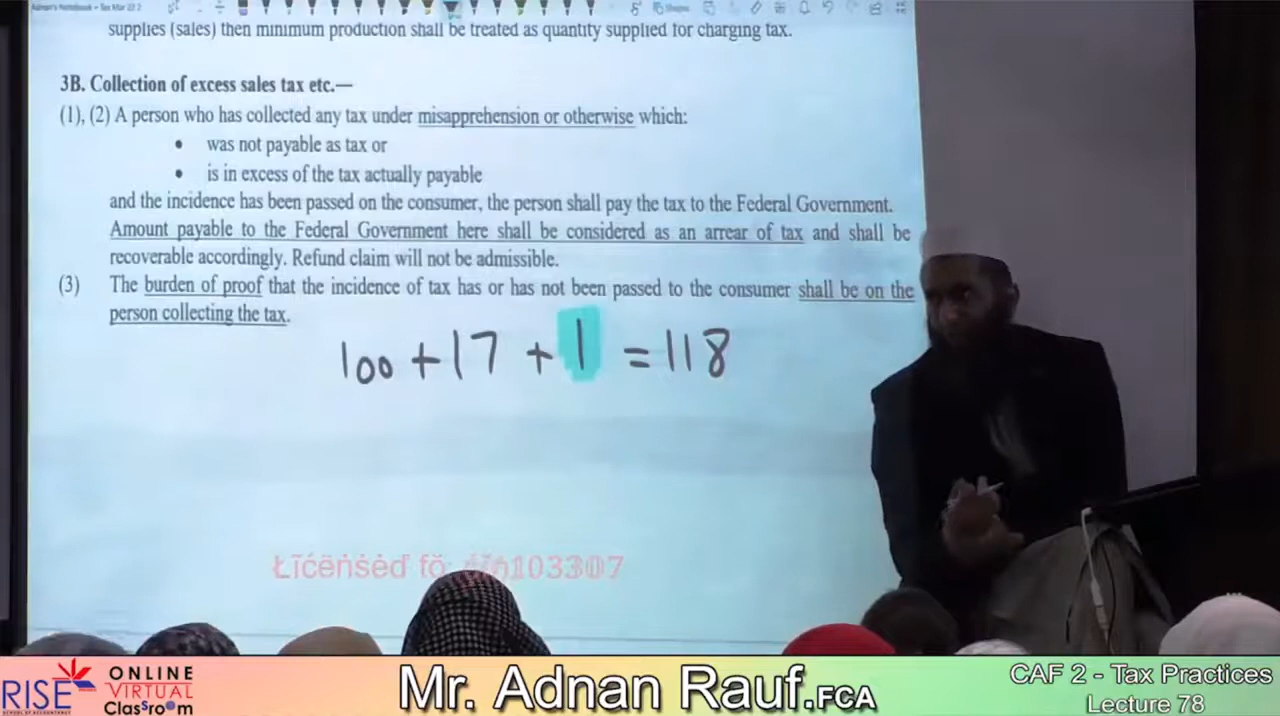 supplies (sales) then minimum production shall be treated as quantity supplied for charging tax.
3B. Collection of excess sales tax etc.—
(1), (2) A person who has collected any tax under misapprehension or otherwise which:
• was not payable as tax or
• is in excess of the tax actually payable
and the incidence has been passed on the consumer, the person shall pay the tax to the Federal Government.
Amount payable to the Federal Government here shall be considered as an arrear of tax and shall be
recoverable accordingly. Refund claim will not be admissible.
(3) The burden of proof that the incidence of tax has or has not been passed to the consumer shall be on the
person collecting the tax.
100 + 17 + 1 = 118
Łĩćëńśėď fŏ:
RISE
ONLINE
VIRTUAL
Classroom
Mr. Adnan Rauf.FCA
CAF 2 - Tax Practices
Lecture 78